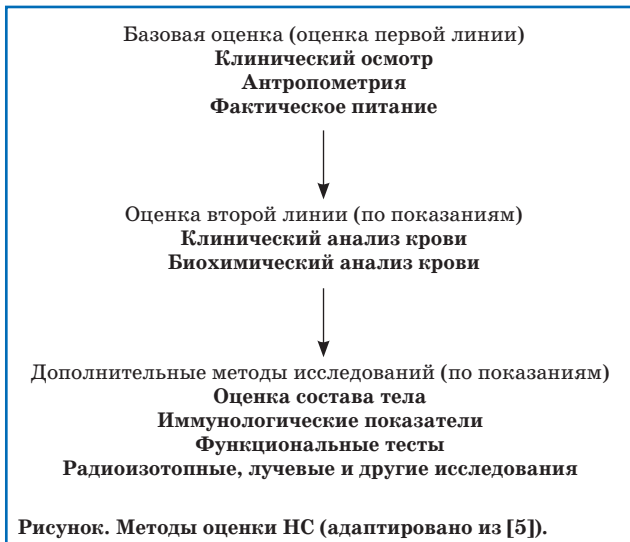 Базовая оценка (оценка первой линии)
Клинический осмотр
Антропометрия
Фактическое питание
Оценка второй линии (по показаниям)
Клинический анализ крови
Биохимический анализ крови
Дополнительные методы исследований (по показаниям)
Оценка состава тела
Иммунологические показатели
Функциональные тесты
Радиоизотопные, лучевые и другие исследования
Рисунок. Методы оценки НС (адаптировано из [5]).